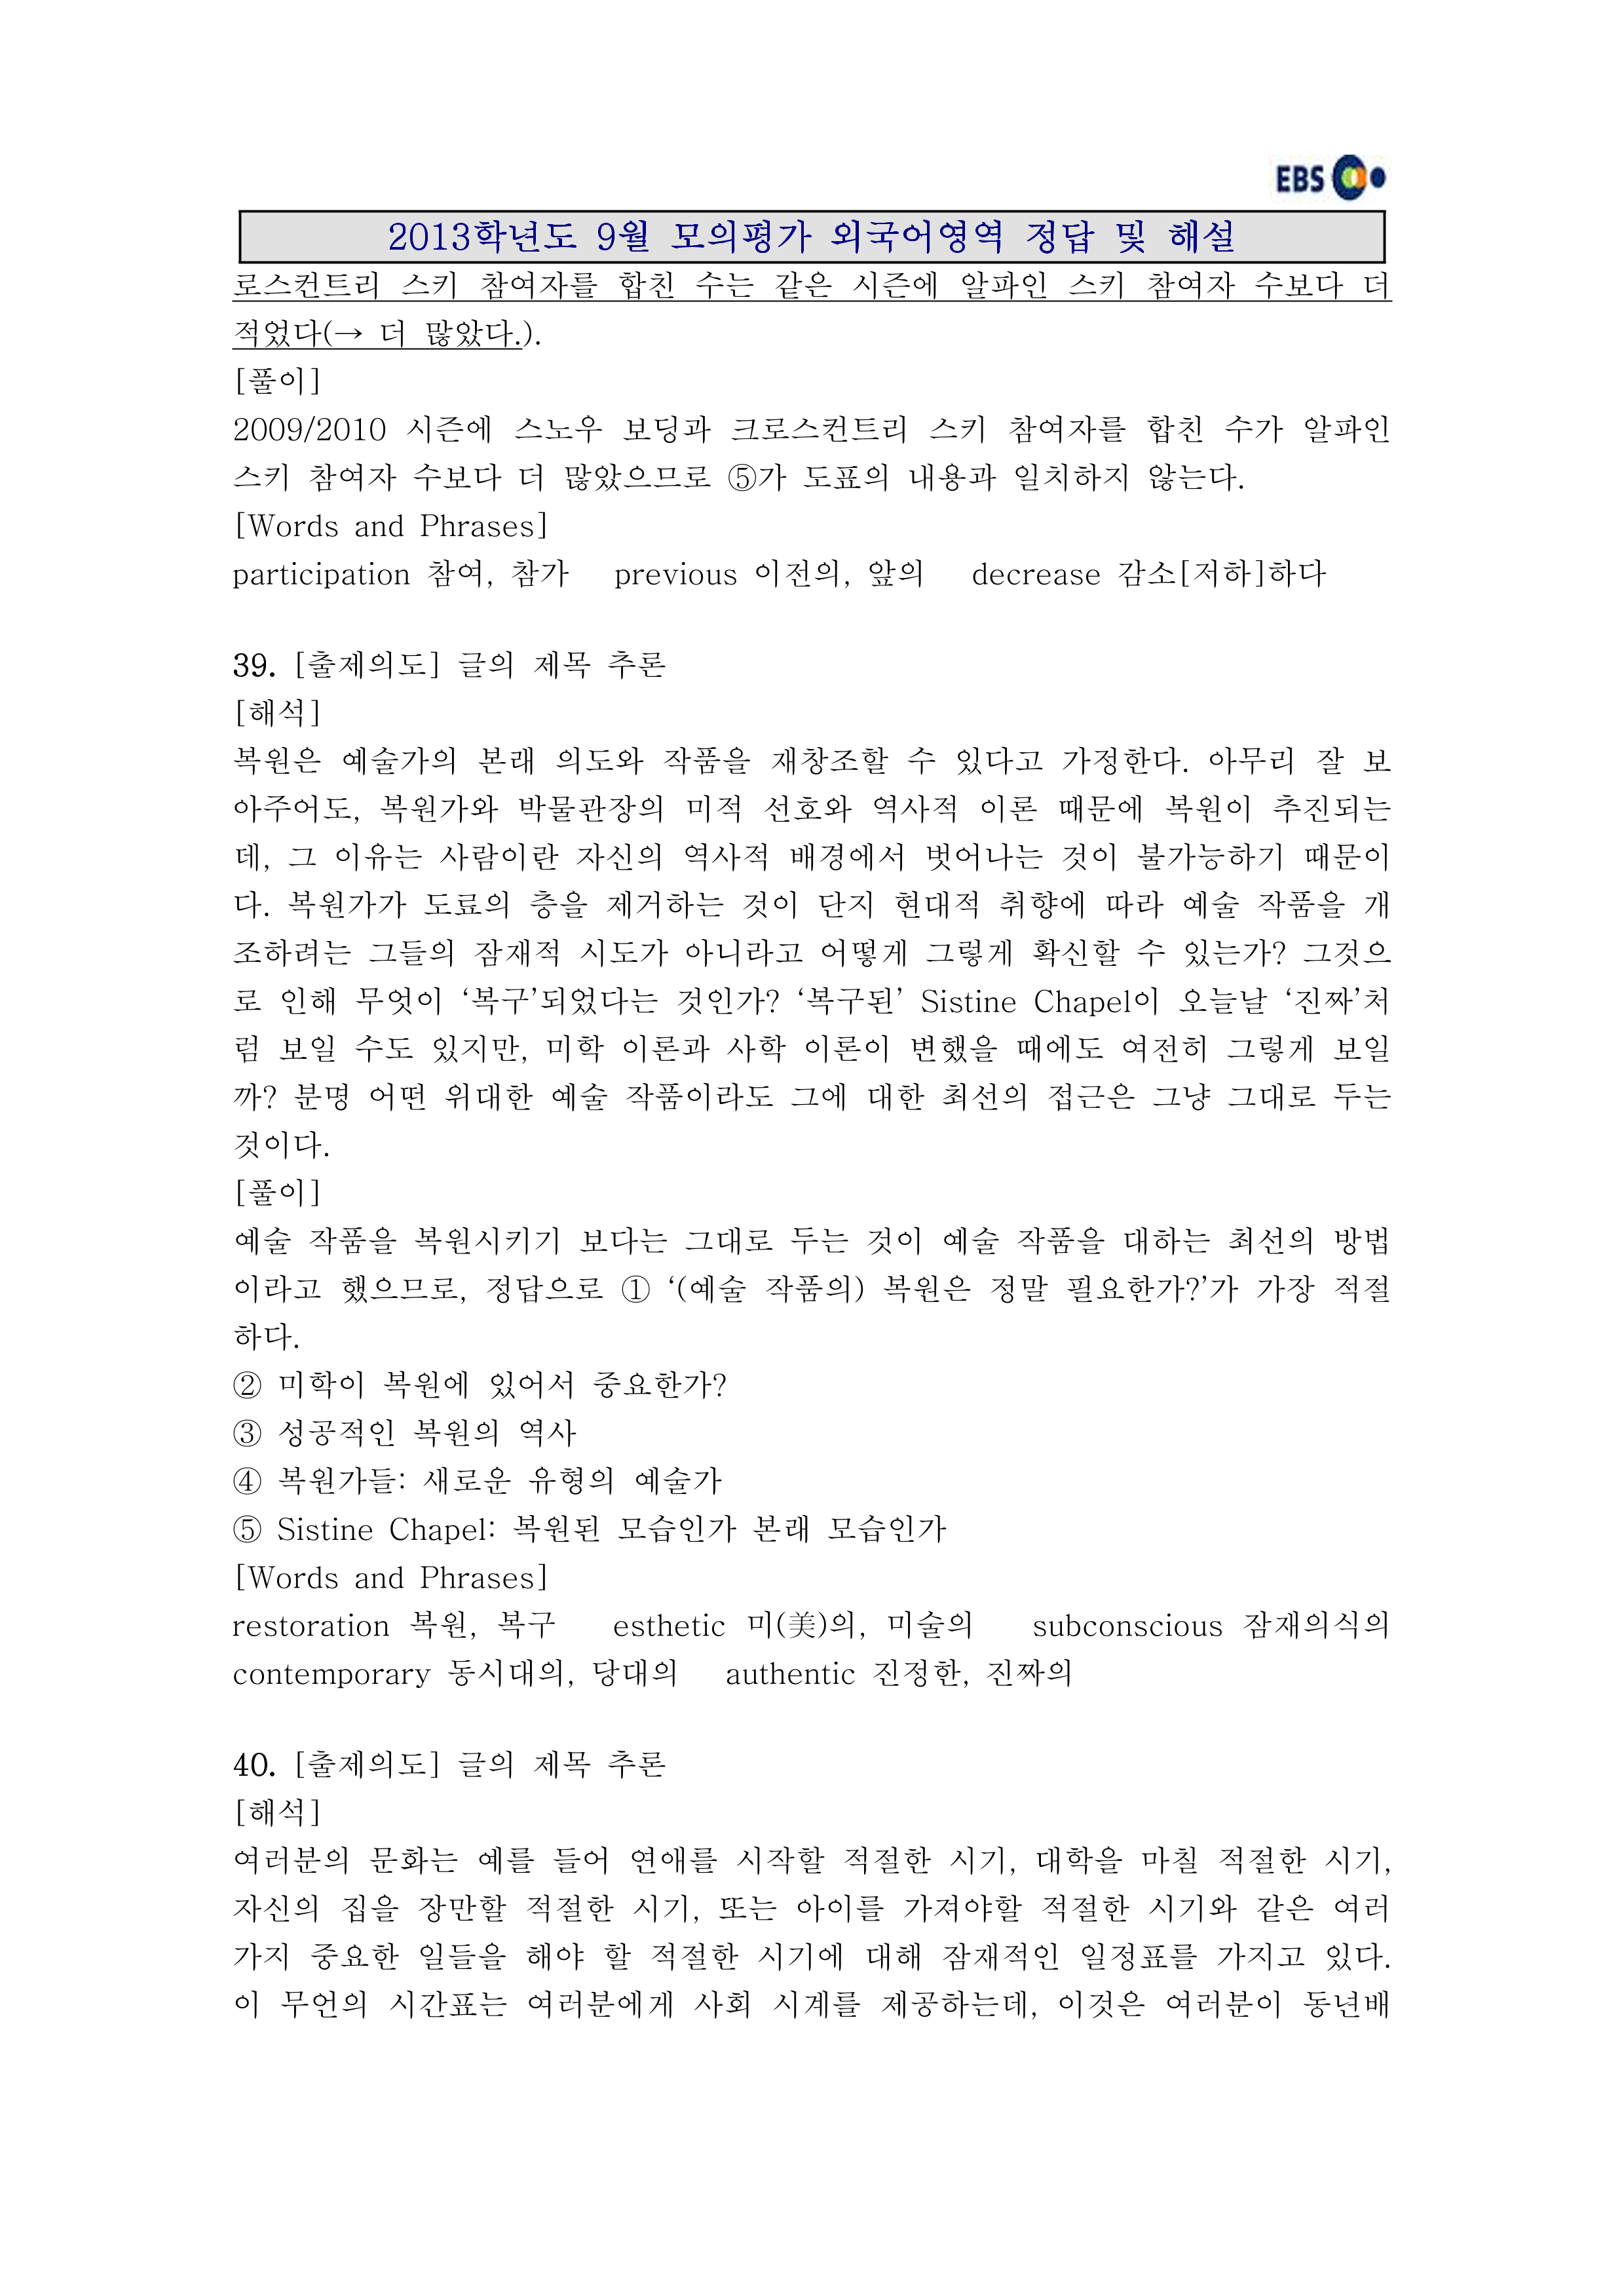 EBS
2013학년도 9월 모의평가 외국어영역 정답 및 해설
로스컨트리 스키 참여자를 합친 수는 같은 시즌에 알파인 스키 참여자 수보다 더
적었다(→ 더 많았다.).
[풀이]
2009/2010 시즌에 스노우 보딩과 크로스컨트리 스키 참여자를 합친 수가 알파인
스키 참여자 수보다 더 많았으므로 ⑤가 도표의 내용과 일치하지 않는다.
[Words and Phrases]
participation 참여, 참가 previous 이전의, 앞의 decrease 감소[저하]하다
39. [출제의도] 글의 제목 추론
[해석]
복원은 예술가의 본래 의도와 작품을 재창조할 수 있다고 가정한다. 아무리 잘 보
아주어도, 복원가와 박물관장의 미적 선호와 역사적 이론 때문에 복원이 추진되는
데, 그 이유는 사람이란 자신의 역사적 배경에서 벗어나는 것이 불가능하기 때문이
다. 복원가가 도료의 층을 제거하는 것이 단지 현대적 취향에 따라 예술 작품을 개
조하려는 그들의 잠재적 시도가 아니라고 어떻게 그렇게 확신할 수 있는가? 그것으
로 인해 무엇이 ‘복구’되었다는 것인가? ‘복구된’ Sistine Chapel이 오늘날 ‘진짜’처
럼 보일 수도 있지만, 미학 이론과 사학 이론이 변했을 때에도 여전히 그렇게 보일
까? 분명 어떤 위대한 예술 작품이라도 그에 대한 최선의 접근은 그냥 그대로 두는
것이다.
[풀이]
예술 작품을 복원시키기 보다는 그대로 두는 것이 예술 작품을 대하는 최선의 방법
이라고 했으므로, 정답으로 ① ‘(예술 작품의) 복원은 정말 필요한가?’가 가장 적절
하다.
② 미학이 복원에 있어서 중요한가?
③ 성공적인 복원의 역사
④ 복원가들: 새로운 유형의 예술가
⑤ Sistine Chapel: 복원된 모습인가 본래 모습인가
[Words and Phrases]
restoration 복원, 복구 esthetic 미(美)의, 미술의 subconscious 잠재의식의
contemporary 동시대의, 당대의 authentic 진정한, 진짜의
40. [출제의도] 글의 제목 추론
[해석]
여러분의 문화는 예를 들어 연애를 시작할 적절한 시기, 대학을 마칠 적절한 시기,
자신의 집을 장만할 적절한 시기, 또는 아이를 가져야할 적절한 시기와 같은 여러
가지 중요한 일들을 해야 할 적절한 시기에 대해 잠재적인 일정표를 가지고 있다.
이 무언의 시간표는 여러분에게 사회 시계를 제공하는데, 이것은 여러분이 동년배